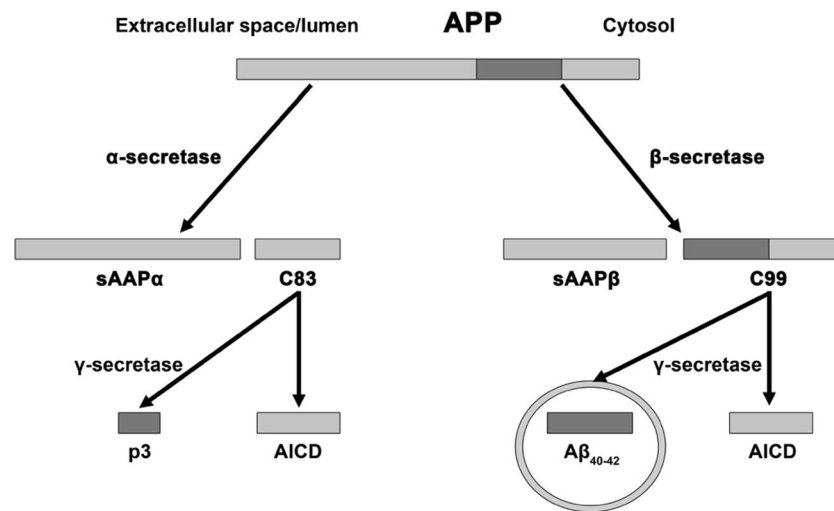 Extracellular space/lumen APP Cytosol
α-secretase β-secretase
sAAPα C83 sAAPβ C99
γ-secretase γ-secretase
p3 AICD Aβ40-42 AICD